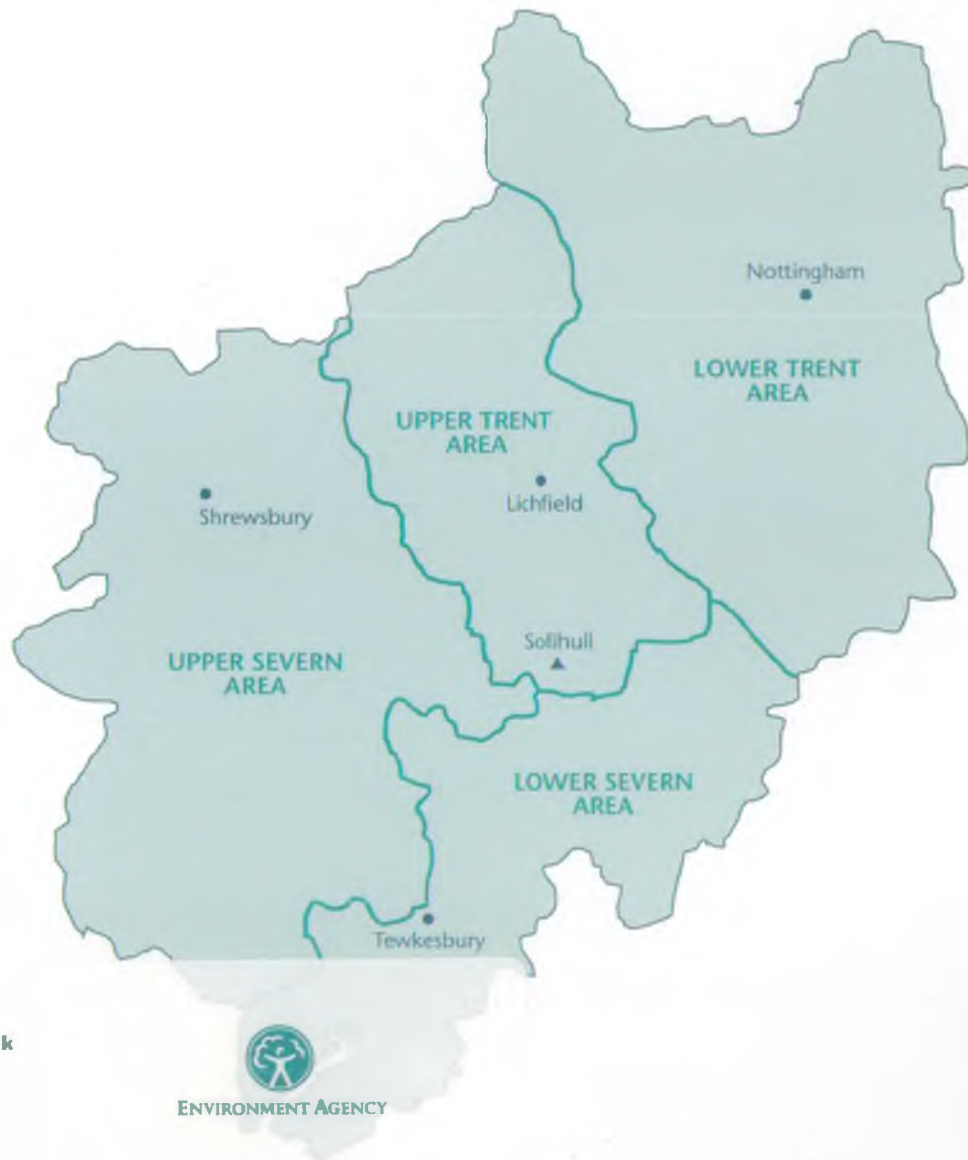 Nottingham
LOWER TRENT
AREA
UPPER TRENT
AREA
Lichfield
Shrewsbury
Solihull
UPPER SEVERN
AREA
LOWER SEVERN
AREA
Tewkesbury
k
ENVIRONMENT AGENCY